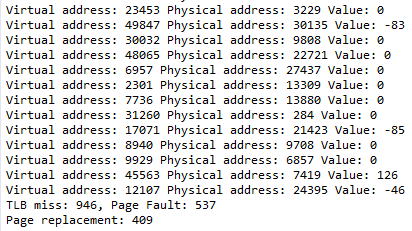 Virtual address: 23453 Physical address: 3229 Value: 0
Virtual address: 49847 Physical address: 30135 Value: -83
Virtual address: 30032 Physical address: 9808 Value: 0
Virtual address: 48065 Physical address: 22721 Value: 0
Virtual address: 6957 Physical address: 27437 Value: 0
Virtual address: 2301 Physical address: 13309 Value: 0
Virtual address: 7736 Physical address: 13880 Value: 0
Virtual address: 31260 Physical address: 284 Value: 0
Virtual address: 17071 Physical address: 21423 Value: -85
Virtual address: 8940 Physical address: 9708 Value: 0
Virtual address: 9929 Physical address: 6857 Value: 0
Virtual address: 45563 Physical address: 7419 Value: 126
Virtual address: 12107 Physical address: 24395 Value: -46
TLB miss: 946, Page Fault: 537
Page replacement: 409